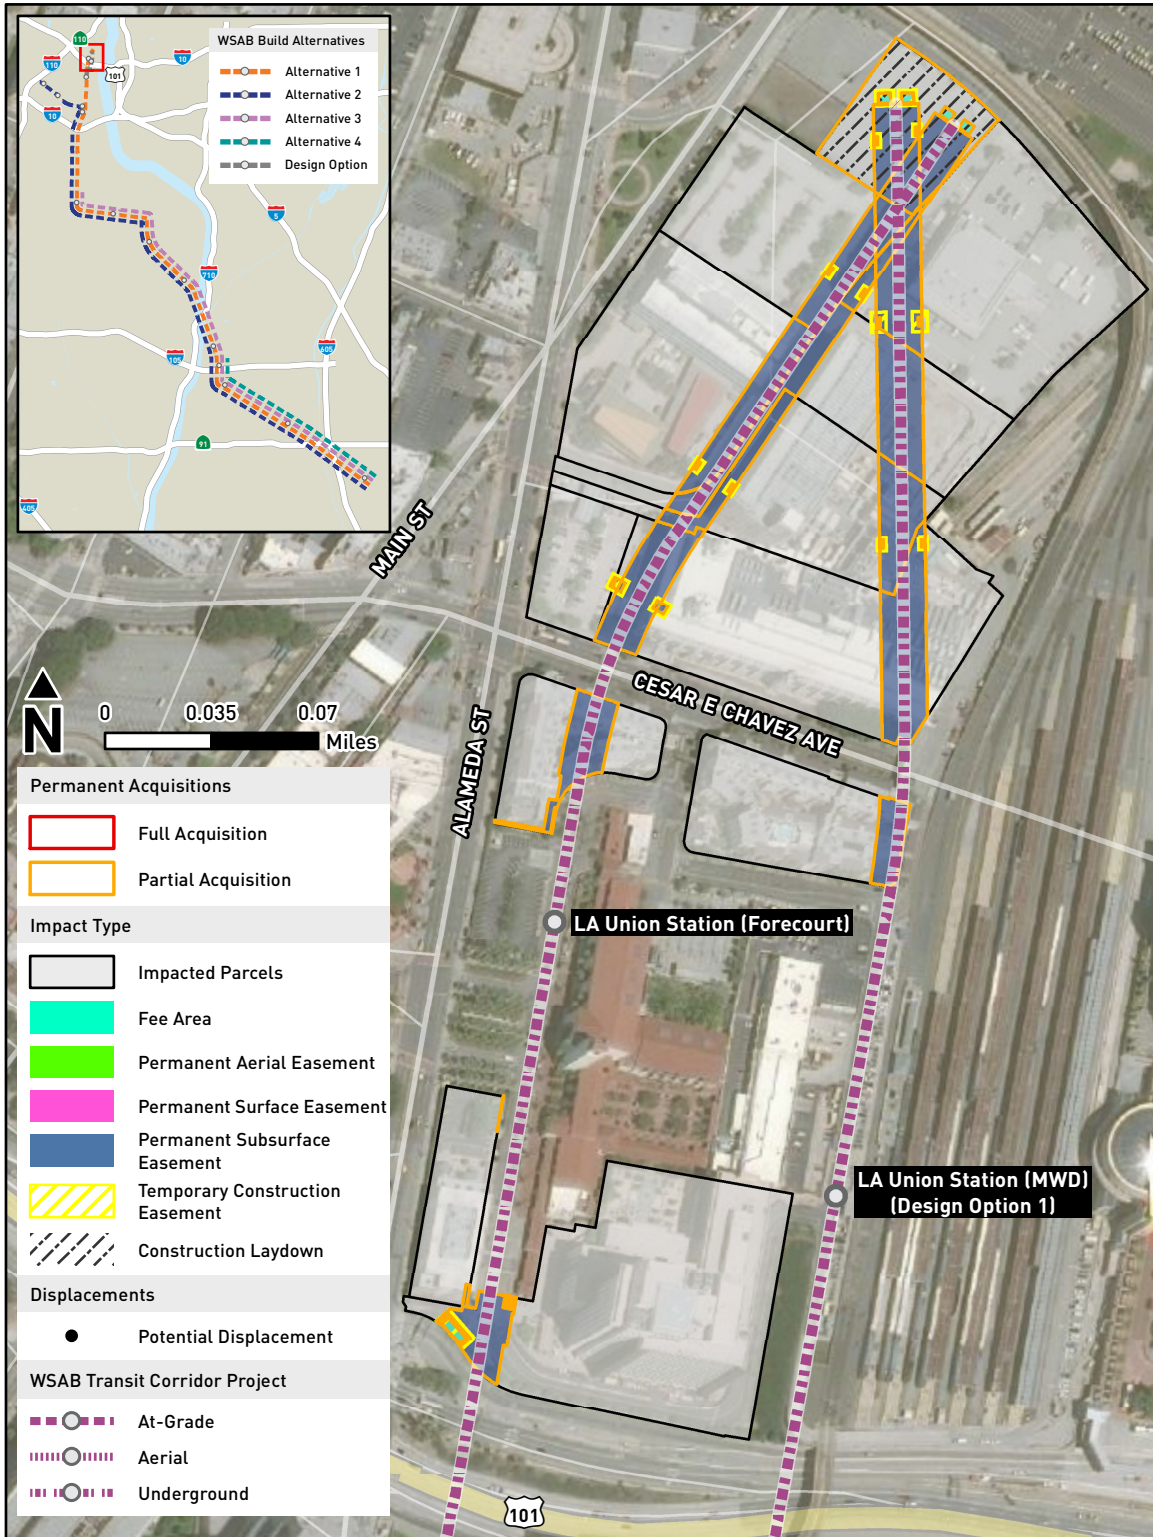 WSAB Build Alternatives
Alternative 1
Alternative 2
Alternative 3
Alternative 4
Design Option
110
110
10
101
10
5
710
105
605
91
405
MAIN ST
ALAMEDA ST
CESAR E CHAVEZ AVE
N
0 0.035 0.07
Miles
LA Union Station (Forecourt)
LA Union Station (MWD)
(Design Option 1)
101
Permanent Acquisitions
Full Acquisition
Partial Acquisition
Impact Type
Impacted Parcels
Fee Area
Permanent Aerial Easement
Permanent Surface Easement
Permanent Subsurface
Easement
Temporary Construction
Easement
Construction Laydown
Displacements
Potential Displacement
WSAB Transit Corridor Project
At-Grade
Aerial
Underground